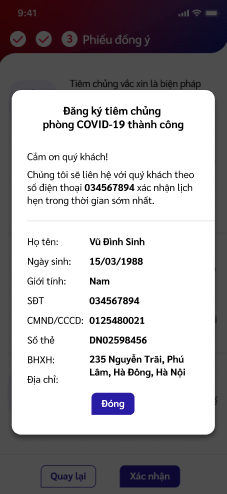 9:41
3 Phiếu đồng ý
Tiêm chủng vắc xin là biện pháp
Đăng ký tiêm chủng
phòng COVID-19 thành công
Cảm ơn quý khách!
Chúng tôi sẽ liên hệ với quý khách theo
số điện thoại 034567894 xác nhận lịch
hẹn trong thời gian sớm nhất.
Họ tên: Vũ Đình Sinh
Ngày sinh: 15/03/1988
Giới tính: Nam
SĐT 034567894
CMND/CCCD: 0125480021
Số thẻ DN02598456
BHXH: 235 Nguyễn Trãi, Phú
Địa chỉ: Lâm, Hà Đông, Hà Nội
Đóng
Quay lại Xác nhận